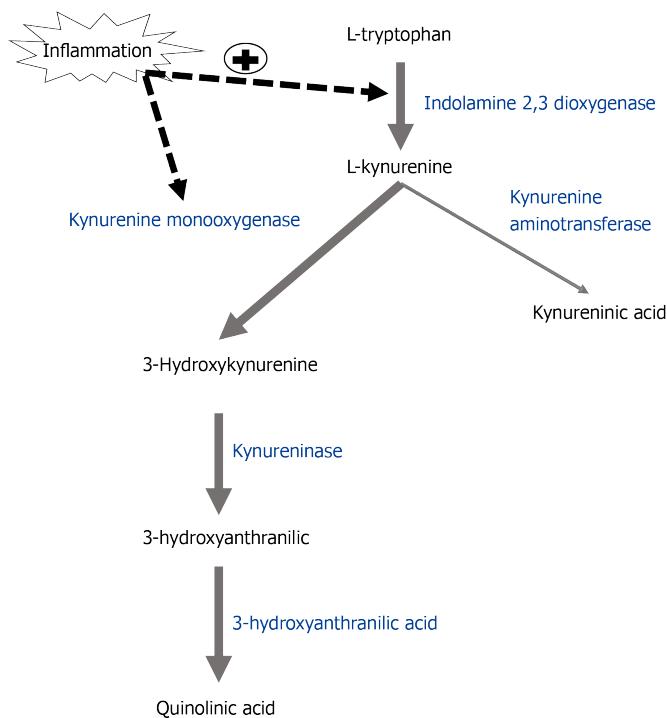 L-tryptophan
Inflammation
Indolamine 2,3 dioxygenase
L-kynurenine
Kynurenine
aminotransferase
Kynurenine monooxygenase
Kynureninic acid
3-Hydroxykynurenine
Kynureninase
3-hydroxyanthranilic
3-hydroxyanthranilic acid
Quinolinic acid